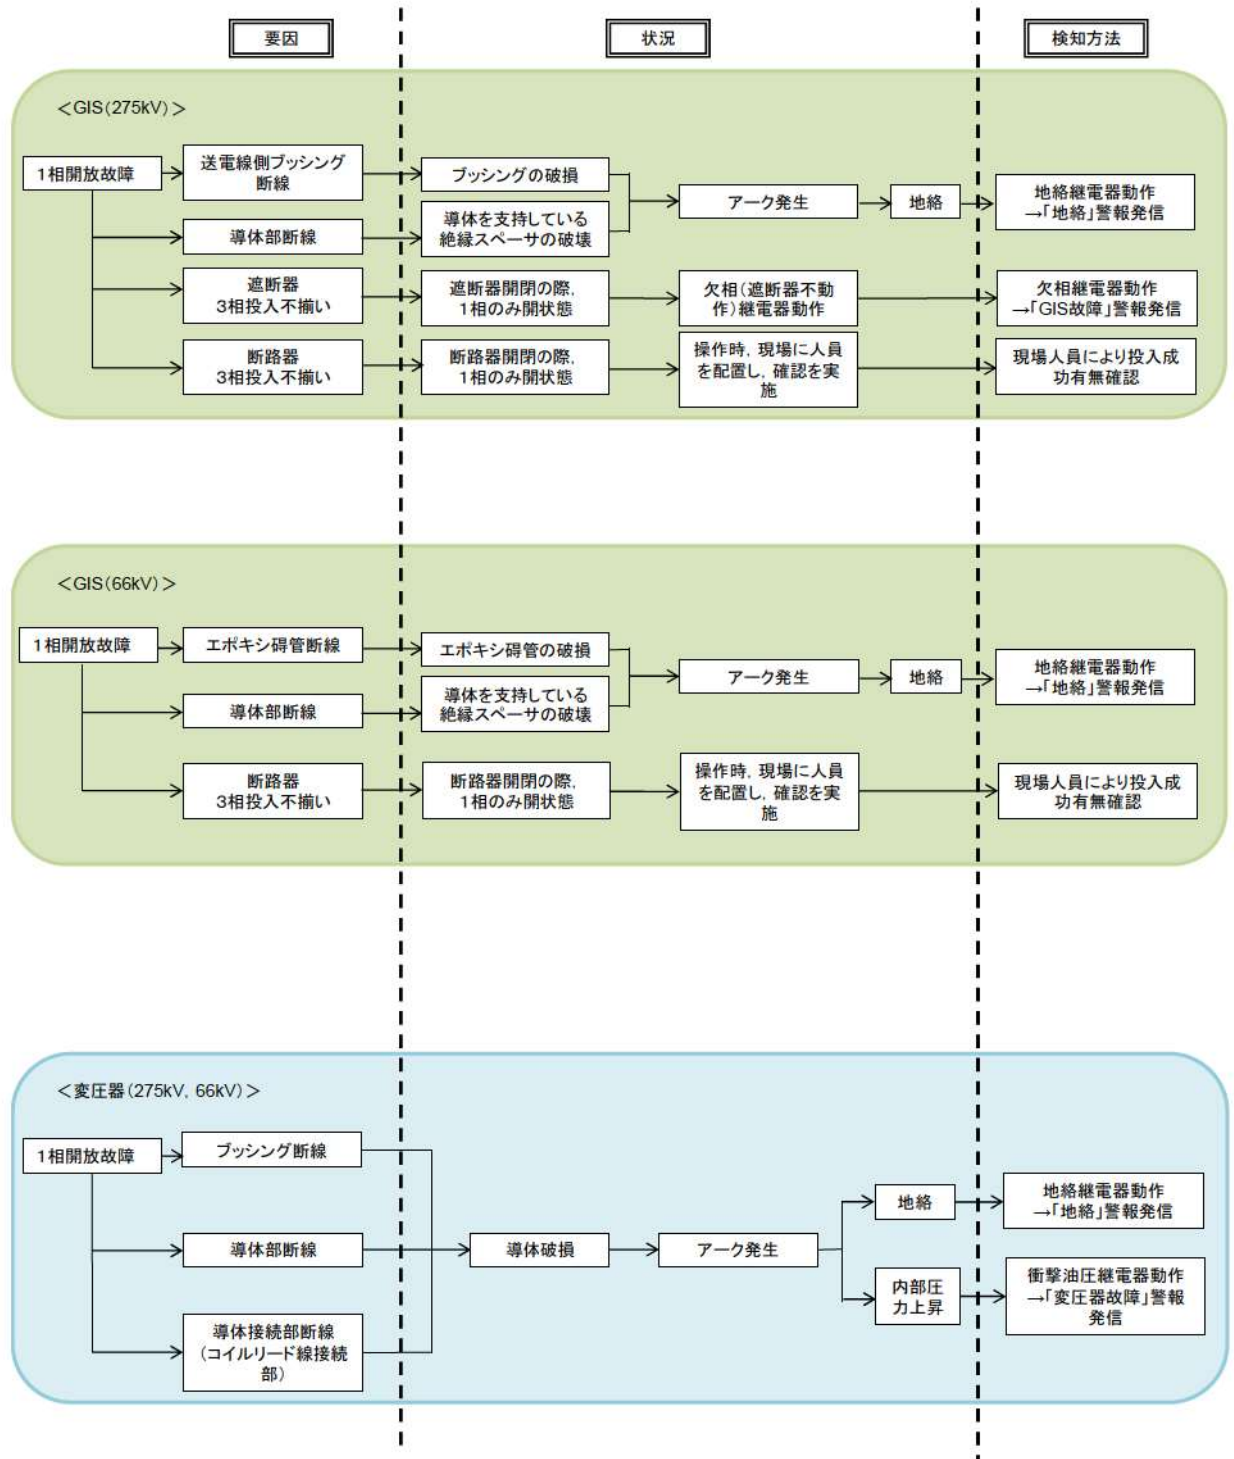 要因
状況
検知方法
＜GIS(275kV)＞
1相開放故障
送電線側ブッシング
断線
ブッシングの破損
アーク発生
地絡
地絡継電器動作
→「地絡」警報発信
導体部断線
導体を支持している
絶縁スペーサの破壊
遮断器
3相投入不揃い
遮断器開閉の際，
1相のみ開状態
欠相（遮断器不動
作）継電器動作
欠相継電器動作
→「GIS故障」警報発信
断路器
3相投入不揃い
断路器開閉の際，
1相のみ開状態
操作時，現場に人員
を配置し，確認を実
施
現場人員により投入成
功有無確認
＜GIS(66kV)＞
1相開放故障
エポキシ碍管断線
エポキシ碍管の破損
アーク発生
地絡
地絡継電器動作
→「地絡」警報発信
導体部断線
導体を支持している
絶縁スペーサの破壊
断路器
3相投入不揃い
断路器開閉の際，
1相のみ開状態
操作時，現場に人員
を配置し，確認を実
施
現場人員により投入成
功有無確認
＜変圧器(275kV, 66kV)＞
1相開放故障
ブッシング断線
導体部断線
導体接続部断線
（コイルリード線接続
部）
導体破損
アーク発生
地絡
地絡継電器動作
→「地絡」警報発信
内部圧
力上昇
衝撃油圧継電器動作
→「変圧器故障」警報
発信